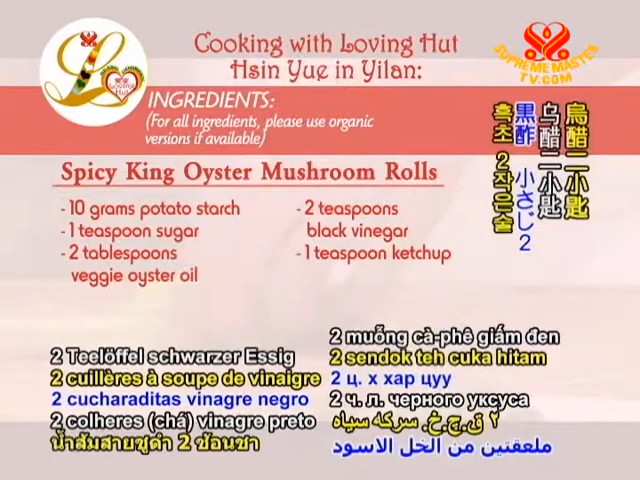 Cooking with Loving Hut
Hsin Yue in Yilan:
SUPREME MASTER
TV.COM
Loving Hut
INGREDIENTS:
(For all ingredients, please use organic
versions if available)
Spicy King Oyster Mushroom Rolls
- 10 grams potato starch
- 1 teaspoon sugar
- 2 tablespoons
veggie oyster oil
- 2 teaspoons
black vinegar
- 1 teaspoon ketchup
烏醋二小匙
乌醋二小匙
黒酢 小さじ2
흑초 2작은술
2 Teelöffel schwarzer Essig
2 cuillères à soupe de vinaigre
2 cucharaditas vinagre negro
2 colheres (chá) vinagre preto
น้ำส้มสายชูดำ 2 ช้อนชา
2 muỗng cà-phê giấm đen
2 sendok teh cuka hitam
2 ц. х хар цуу
2 ч. л. черного уксуса
۲ ق.چ.خ. سرکه سیاه
ملعقتين من الخل الاسود